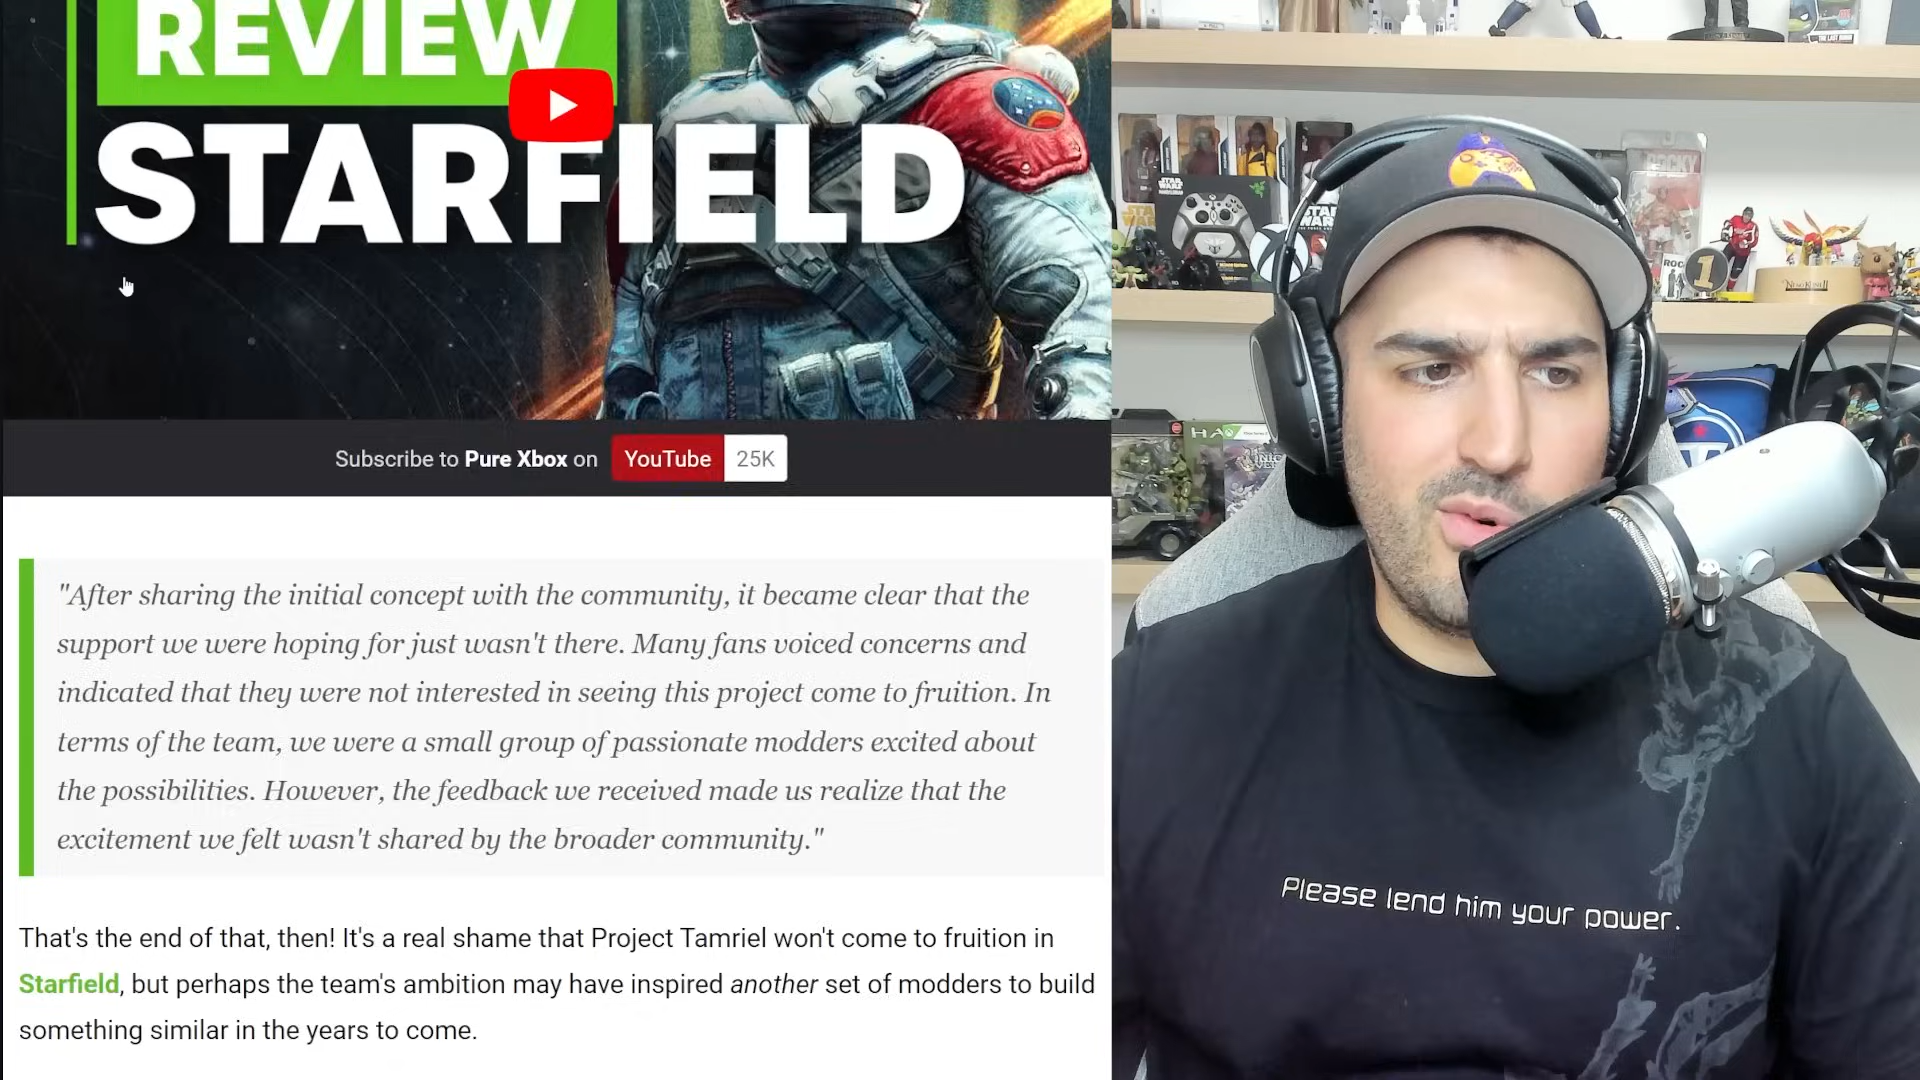 REVIEW
STARFIELD
Subscribe to Pure Xbox on YouTube 25K
"After sharing the initial concept with the community, it became clear that the
support we were hoping for just wasn't there. Many fans voiced concerns and
indicated that they were not interested in seeing this project come to fruition. In
terms of the team, we were a small group of passionate modders excited about
the possibilities. However, the feedback we received made us realize that the
excitement we felt wasn't shared by the broader community."
That's the end of that, then! It's a real shame that Project Tamriel won't come to fruition in
Starfield, but perhaps the team's ambition may have inspired another set of modders to build
something similar in the years to come.
STAR
WARS
ROCKY
1
HA
Please lend him your power.